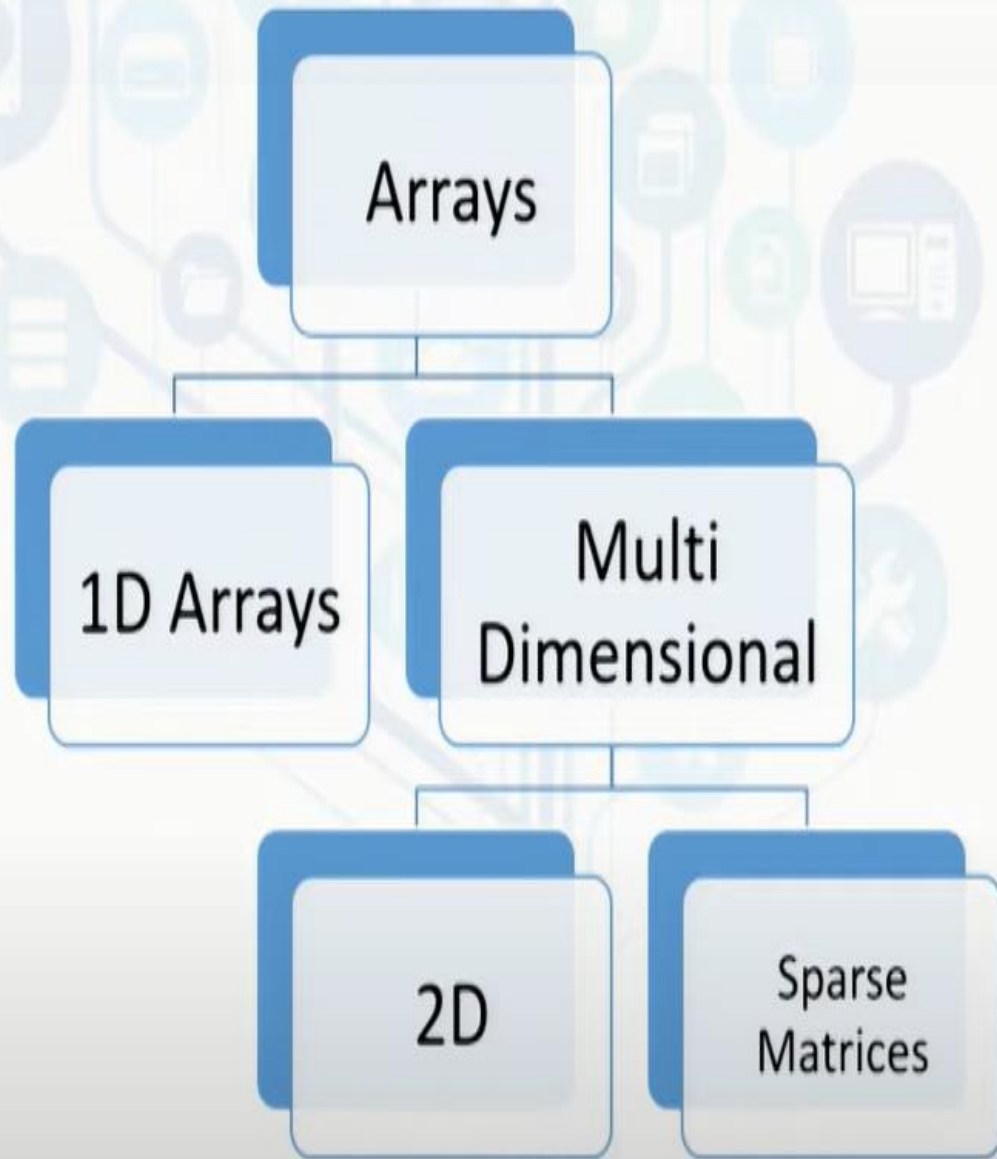 Arrays
1D Arrays
Multi
Dimensional
2D
Sparse
Matrices